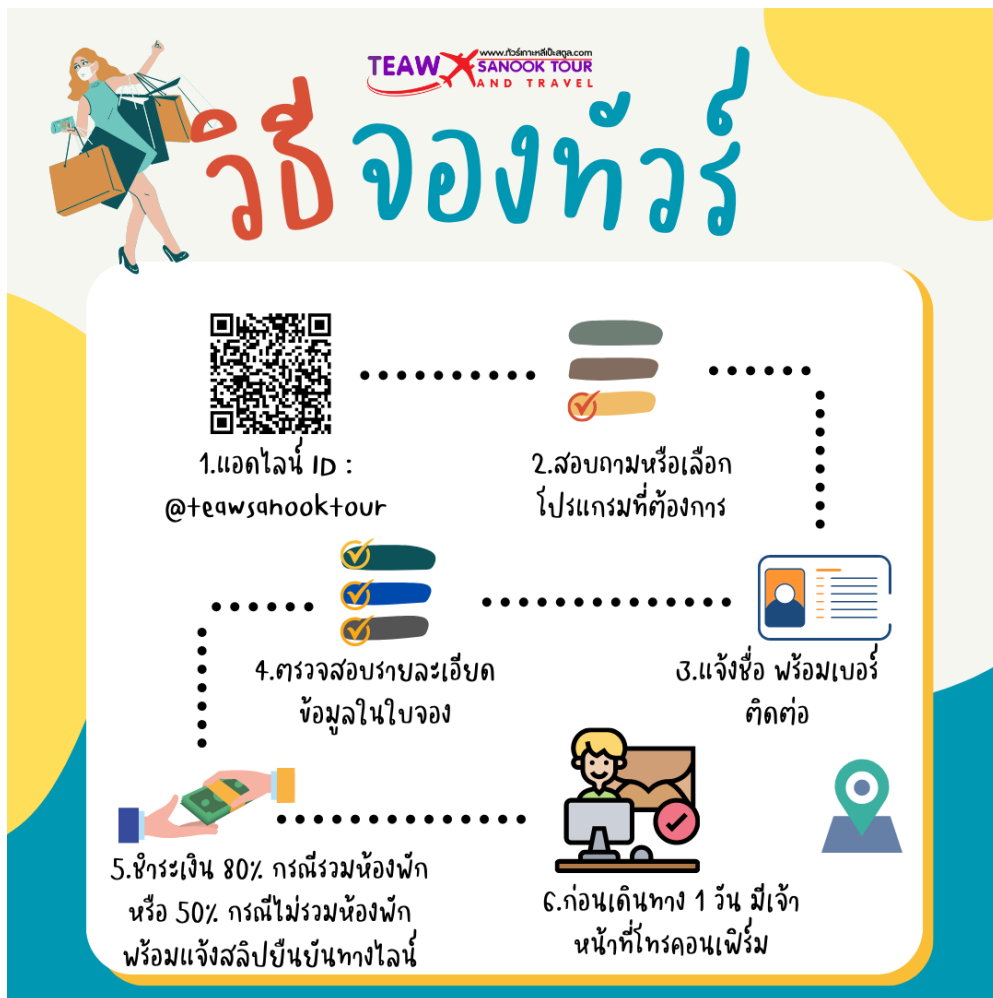 www.ทัวร์เกาะหลีเป๊ะสตูล.com
TEAW SANOOK TOUR
AND TRAVEL
วิธีจองทัวร์
1.แอดไลน์ ID :
@teawsanooktour
2.สอบถามหรือเลือก
โปรแกรมที่ต้องการ
3.แจ้งชื่อ พร้อมเบอร์
ติดต่อ
4.ตรวจสอบรายละเอียด
ข้อมูลในใบจอง
5.ชำระเงิน 80% กรณีรวมห้องพัก
หรือ 50% กรณีไม่รวมห้องพัก
พร้อมแจ้งสลิปยืนยันทางไลน์
6.ก่อนเดินทาง 1 วัน มีเจ้า
หน้าที่โทรคอนเฟิร์ม